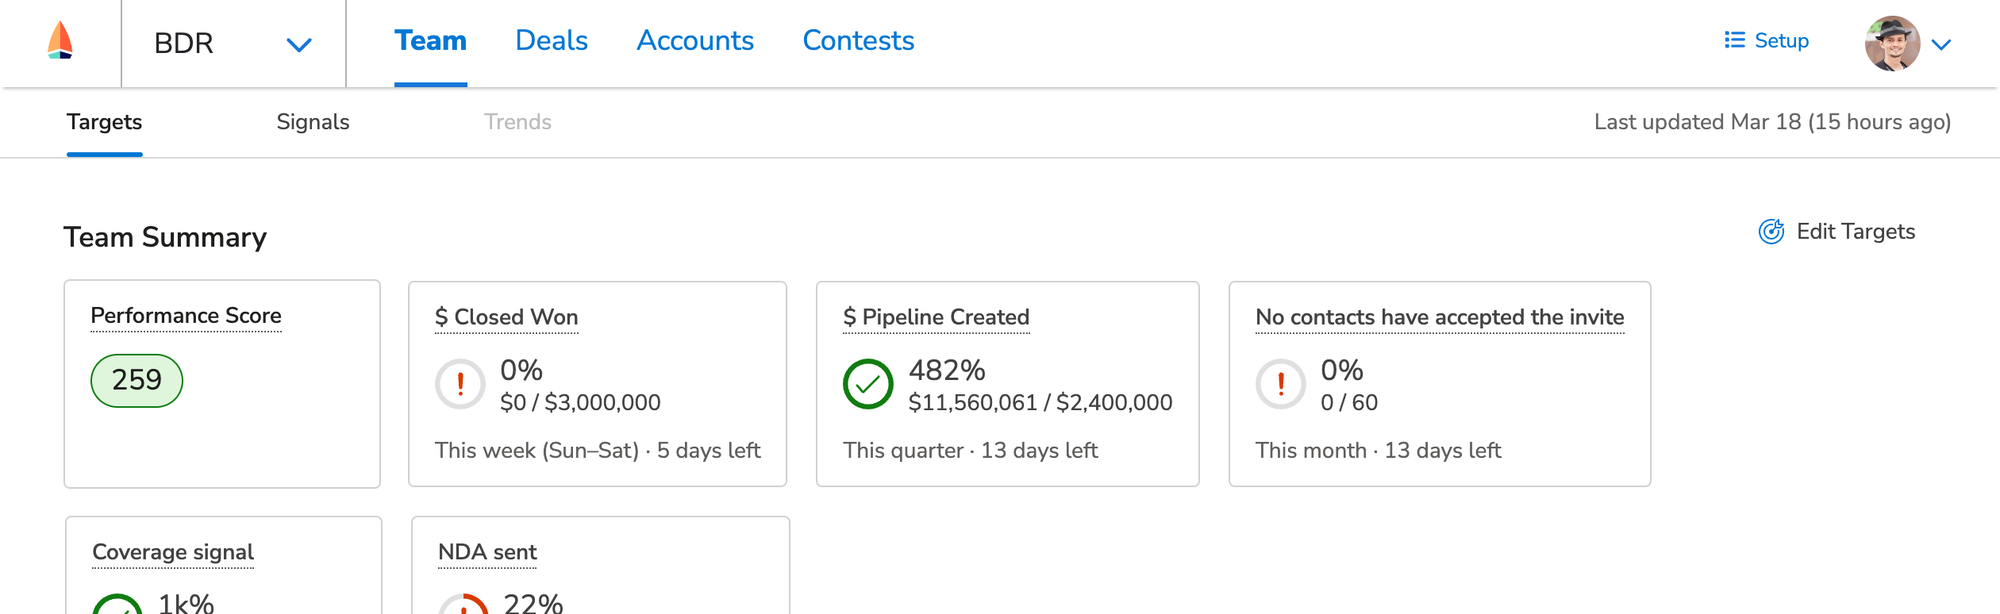 BDR
Team
Deals
Accounts
Contests
Setup
Targets
Signals
Trends
Last updated Mar 18 (15 hours ago)
Team Summary
Edit Targets
Performance Score
259
$ Closed Won
0%
$0 / $3,000,000
This week (Sun–Sat) · 5 days left
$ Pipeline Created
482%
$11,560,061 / $2,400,000
This quarter · 13 days left
No contacts have accepted the invite
0%
0 / 60
This month · 13 days left
Coverage signal
1k%
NDA sent
22%